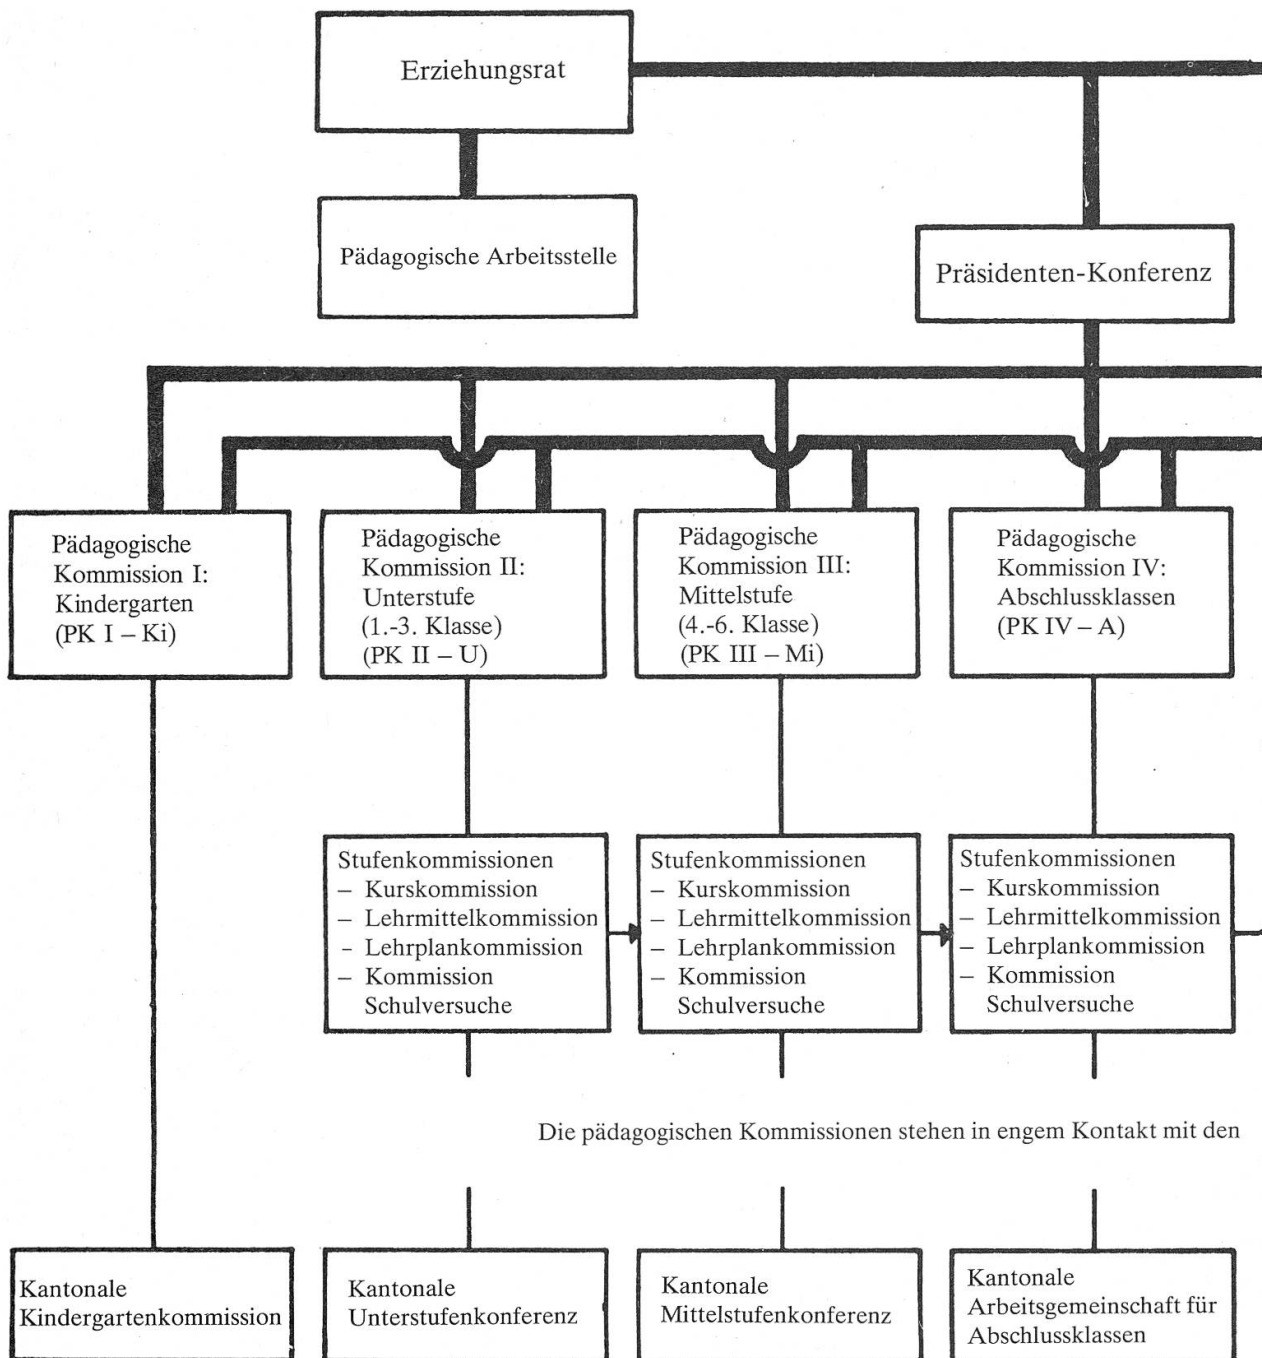 Erziehungsrat
Pädagogische Arbeitsstelle
Präsidenten-Konferenz
Pädagogische
Kommission I:
Kindergarten
(PK I – Ki)
Pädagogische
Kommission II:
Unterstufe
(1.-3. Klasse)
(PK II – U)
Pädagogische
Kommission III:
Mittelstufe
(4.-6. Klasse)
(PK III – Mi)
Pädagogische
Kommission IV:
Abschlussklassen
(PK IV – A)
Stufenkommissionen
– Kurskommission
– Lehrmittelkommission
- Lehrplankommission
– Kommission
Schulversuche
Stufenkommissionen
– Kurskommission
– Lehrmittelkommission
– Lehrplankommission
– Kommission
Schulversuche
Stufenkommissionen
– Kurskommission
– Lehrmittelkommission
– Lehrplankommission
– Kommission
Schulversuche
Die pädagogischen Kommissionen stehen in engem Kontakt mit den
Kantonale
Kindergartenkommission
Kantonale
Unterstufenkonferenz
Kantonale
Mittelstufenkonferenz
Kantonale
Arbeitsgemeinschaft für
Abschlussklassen